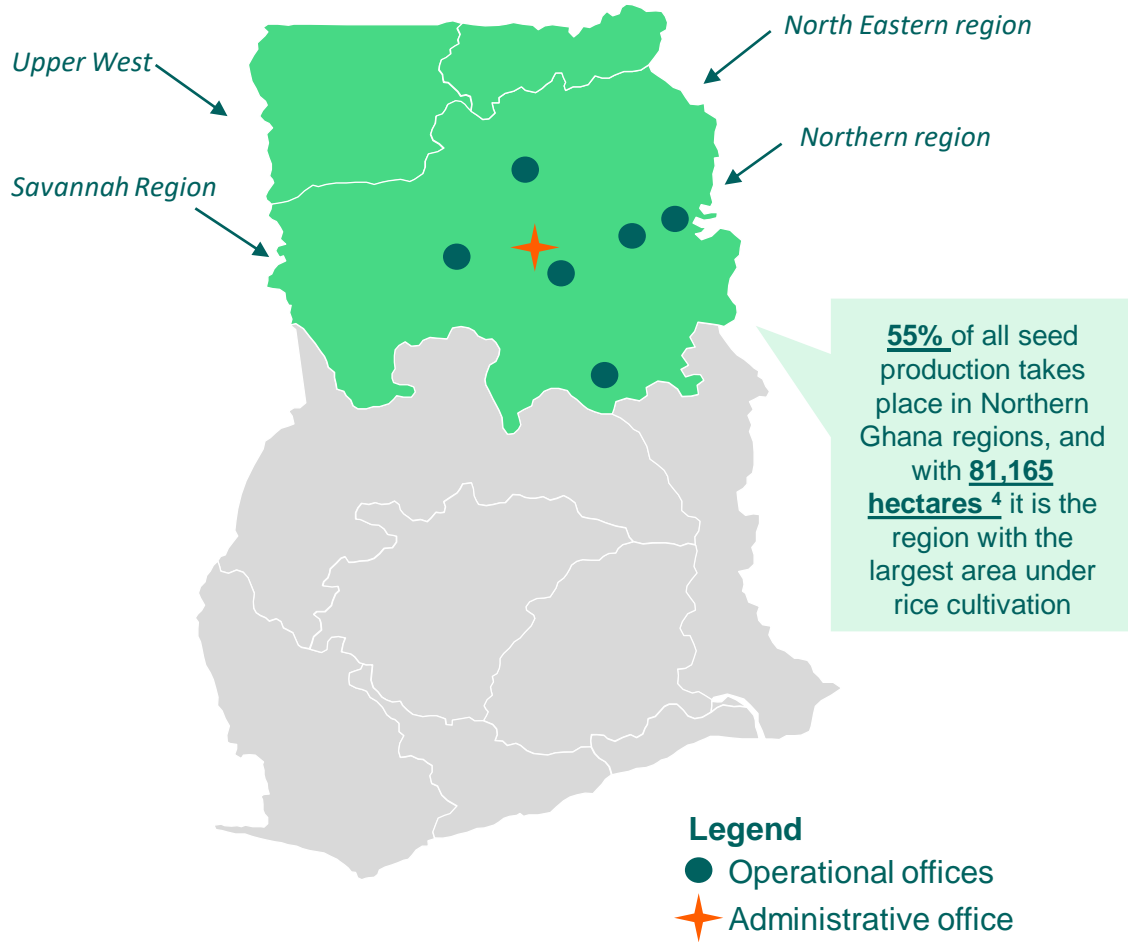 North Eastern region
Upper West
Northern region
Savannah Region
55% of all seed
production takes
place in Northern
Ghana regions, and
with 81,165
hectares ⁴ it is the
region with the
largest area under
rice cultivation
Legend
Operational offices
Administrative office